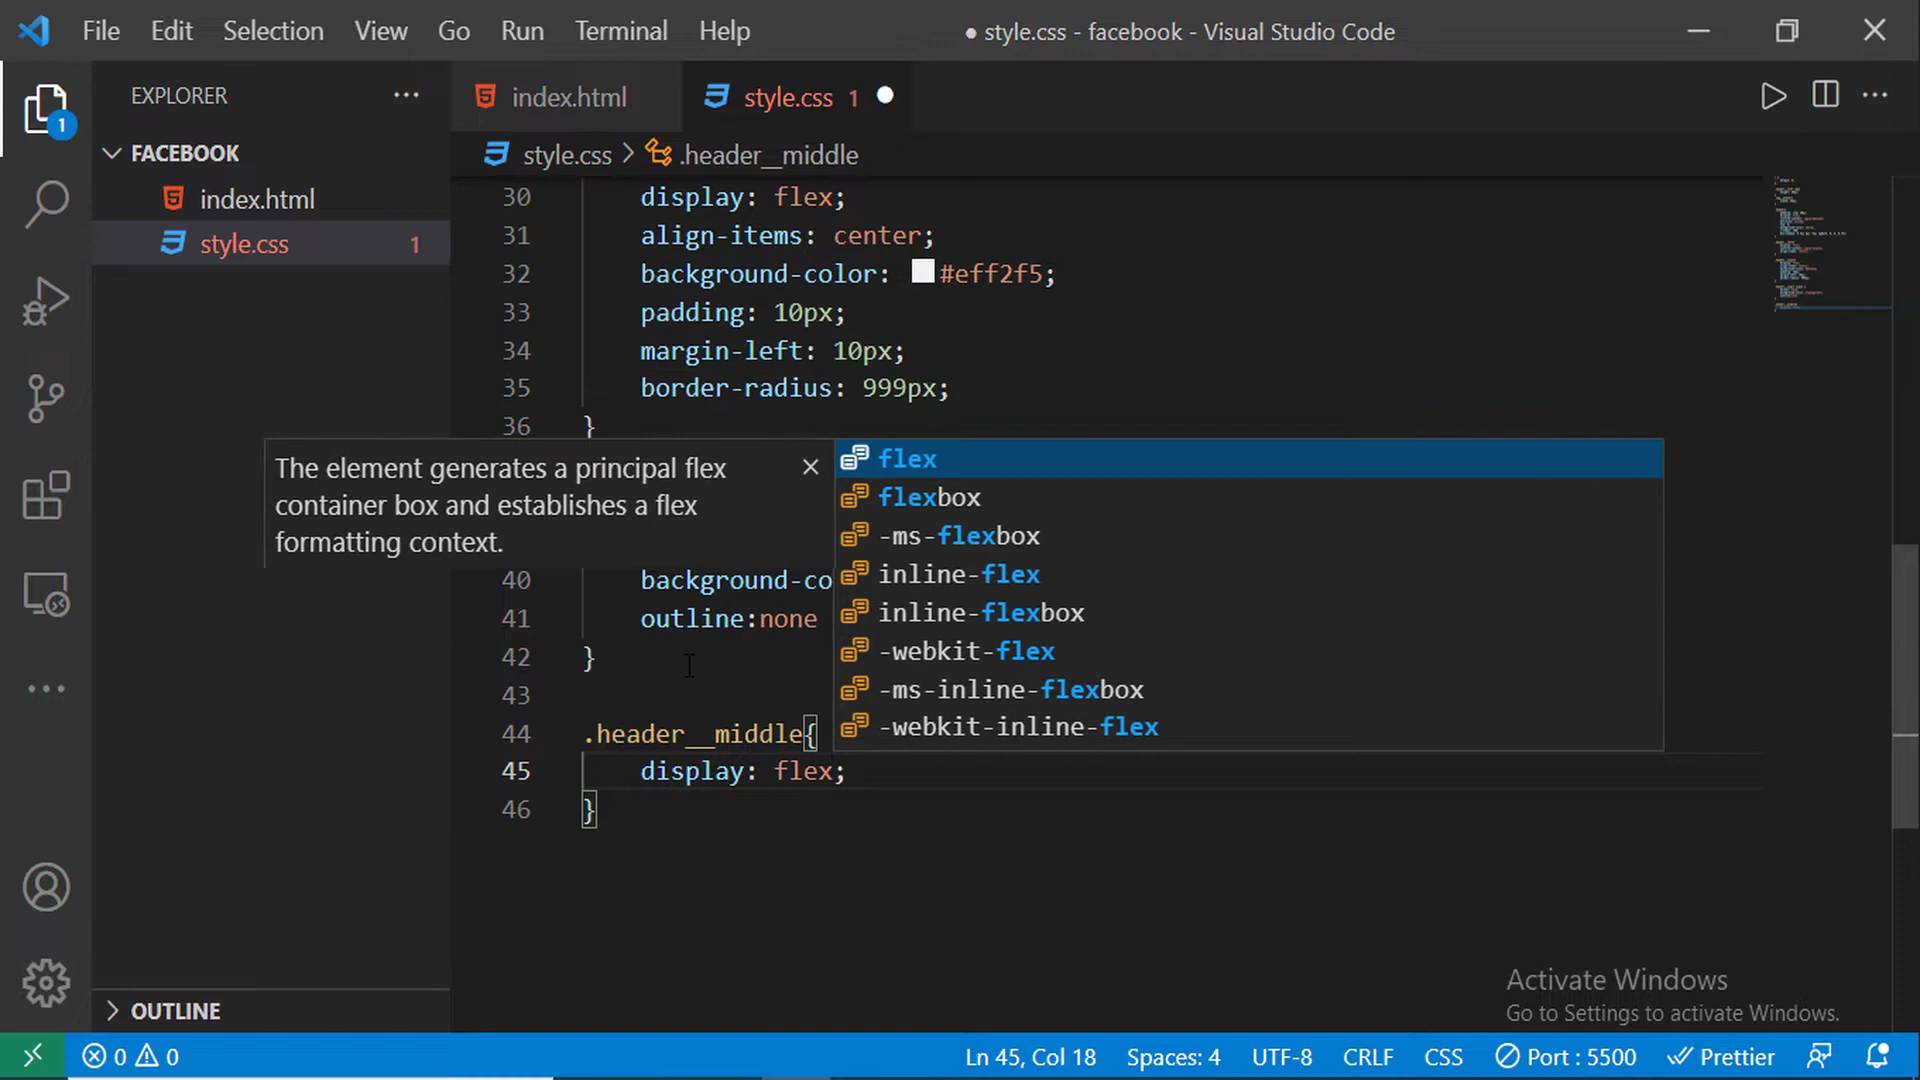 File Edit Selection View Go Run Terminal Help ● style.css - facebook - Visual Studio Code
EXPLORER ···
1
FACEBOOK
index.html
style.css 1
OUTLINE
index.html style.css 1 ●
style.css > .header__middle
30 display: flex;
31 align-items: center;
32 background-color: #eff2f5;
33 padding: 10px;
34 margin-left: 10px;
35 border-radius: 999px;
36 }
The element generates a principal flex
container box and establishes a flex
formatting context.
flex
flexbox
-ms-flexbox
inline-flex
inline-flexbox
-webkit-flex
-ms-inline-flexbox
-webkit-inline-flex
40 background-co
41 outline:none
42 }
43
44 .header__middle{
45 display: flex;
46 }
Activate Windows
Go to Settings to activate Windows.
0 0 Ln 45, Col 18 Spaces: 4 UTF-8 CRLF CSS Port : 5500 Prettier